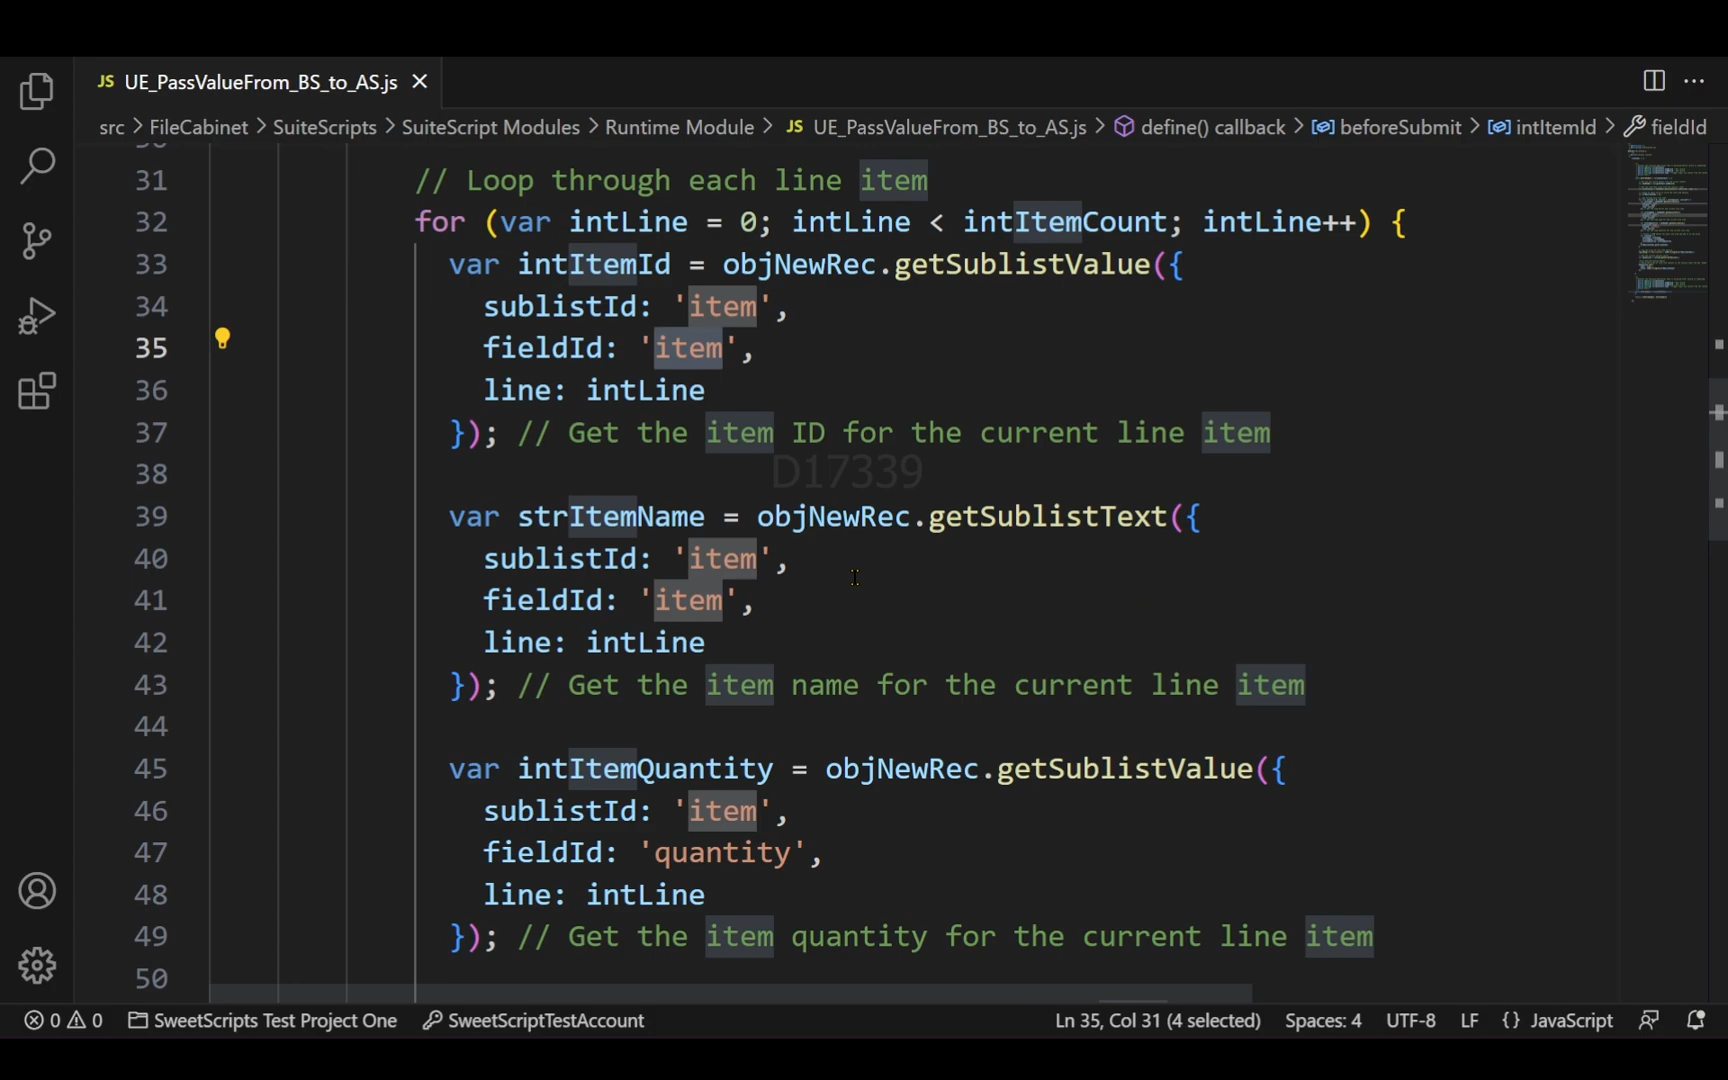 JS UE_PassValueFrom_BS_to_AS.js
src > FileCabinet > SuiteScripts > SuiteScript Modules > Runtime Module > JS UE_PassValueFrom_BS_to_AS.js > define() callback > beforeSubmit > intItemId > fieldId
31 // Loop through each line item
32 for (var intLine = 0; intLine < intItemCount; intLine++) {
33 var intItemId = objNewRec.getSublistValue({
34 sublistId: 'item',
35 fieldId: 'item',
36 line: intLine
37 }); // Get the item ID for the current line item
D17339
38
39 var strItemName = objNewRec.getSublistText({
40 sublistId: 'item',
41 fieldId: 'item',
42 line: intLine
43 }); // Get the item name for the current line item
44
45 var intItemQuantity = objNewRec.getSublistValue({
46 sublistId: 'item',
47 fieldId: 'quantity',
48 line: intLine
49 }); // Get the item quantity for the current line item
50
0 0 SweetScripts Test Project One SweetScriptTestAccount Ln 35, Col 31 (4 selected) Spaces: 4 UTF-8 LF {} JavaScript